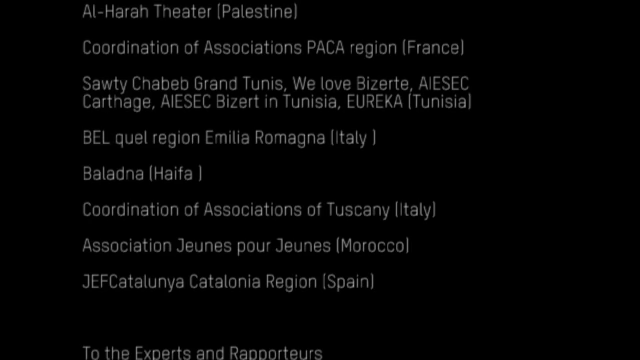 Al-Harah Theater (Palestine)
Coordination of Associations PACA region (France)
Sawty Chabeb Grand Tunis, We love Bizerte, AIESEC
Carthage, AIESEC Bizert in Tunisia, EUREKA (Tunisia)
BEL quel region Emilia Romagna (Italy )
Baladna (Haifa )
Coordination of Associations of Tuscany (Italy)
Association Jeunes pour Jeunes (Morocco)
JEFCatalunya Catalonia Region (Spain)
To the Experts and Rapporteurs